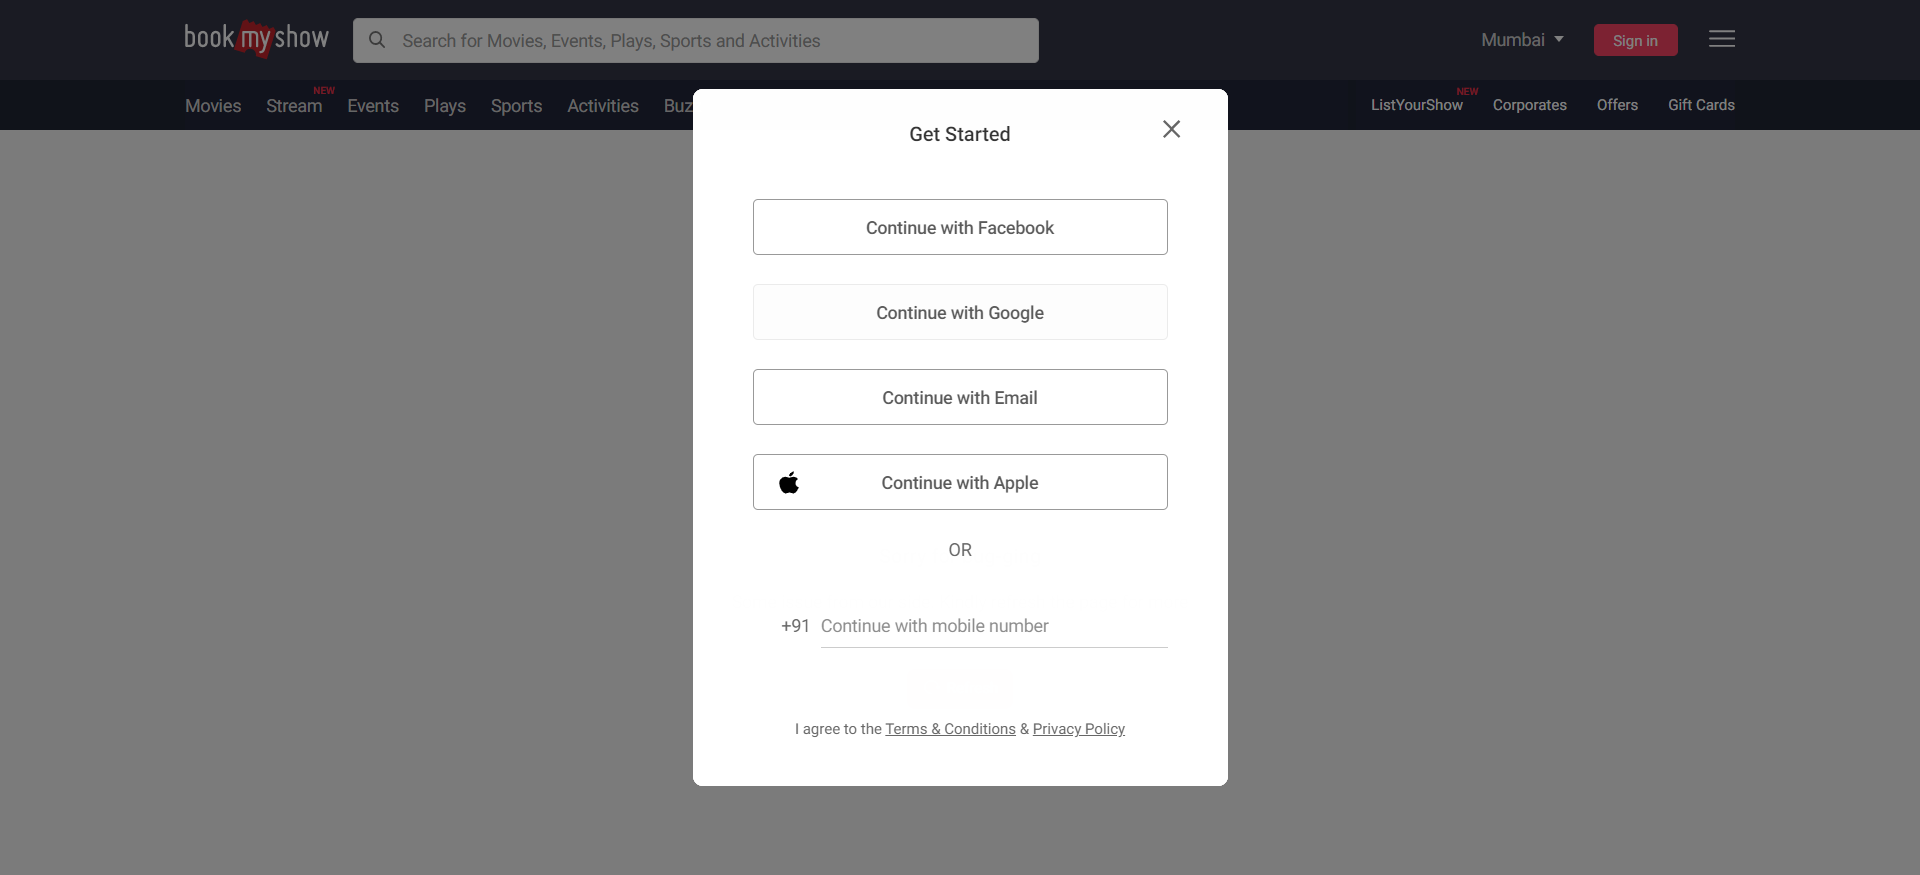 book my show
Search for Movies, Events, Plays, Sports and Activities
Mumbai
Sign in
Movies
Stream
NEW
Events
Plays
Sports
Activities
ListYourShow
NEW
Corporates
Offers
Gift Cards
Get Started
Continue with Facebook
Continue with Google
Continue with Email
Continue with Apple
OR
+91 Continue with mobile number
I agree to the Terms & Conditions & Privacy Policy